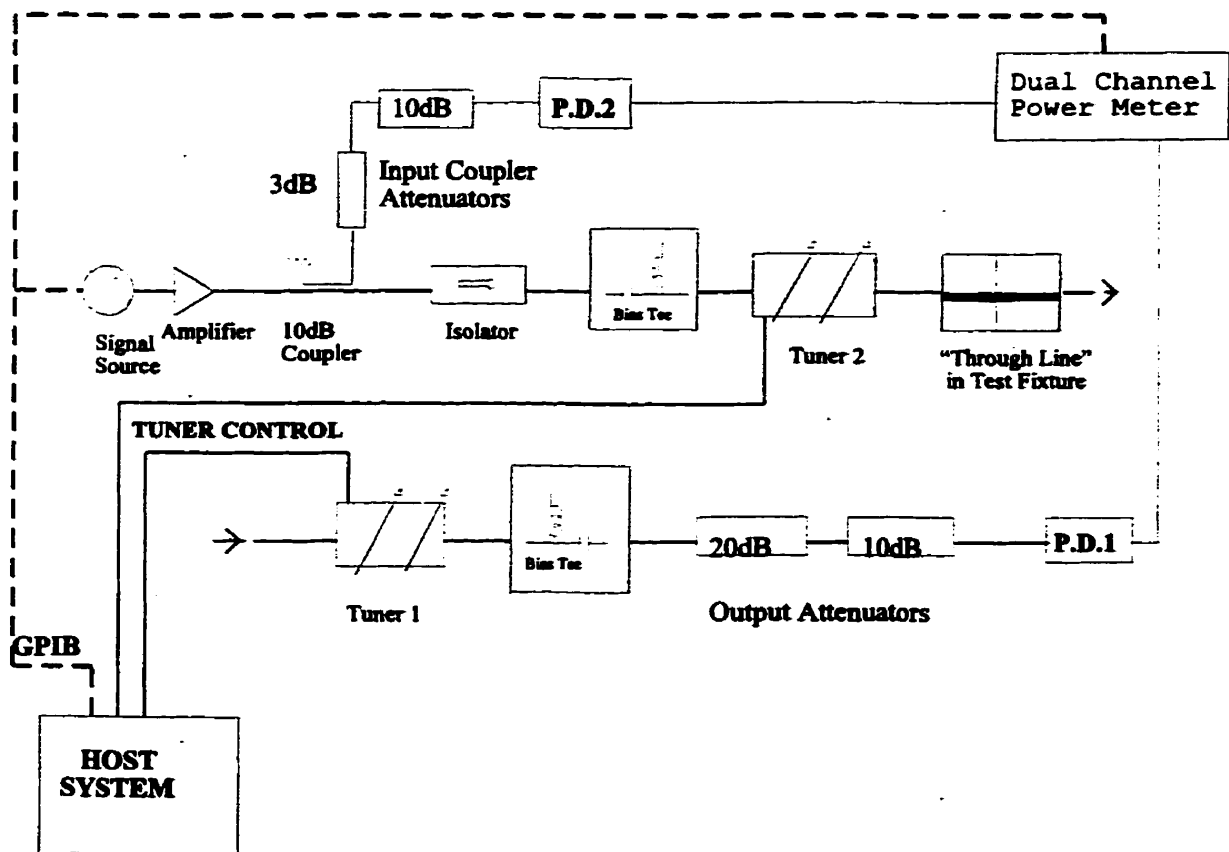 Dual Channel
Power Meter
10dB
P.D.2
3dB
Input Coupler
Attenuators
Signal
Source
Amplifier
10dB
Coupler
Isolator
Bias Tee
Tuner 2
"Through Line"
in Test Fixture
TUNER CONTROL
Tuner 1
Bias Tee
20dB
10dB
P.D.1
Output Attenuators
GPIB
HOST
SYSTEM